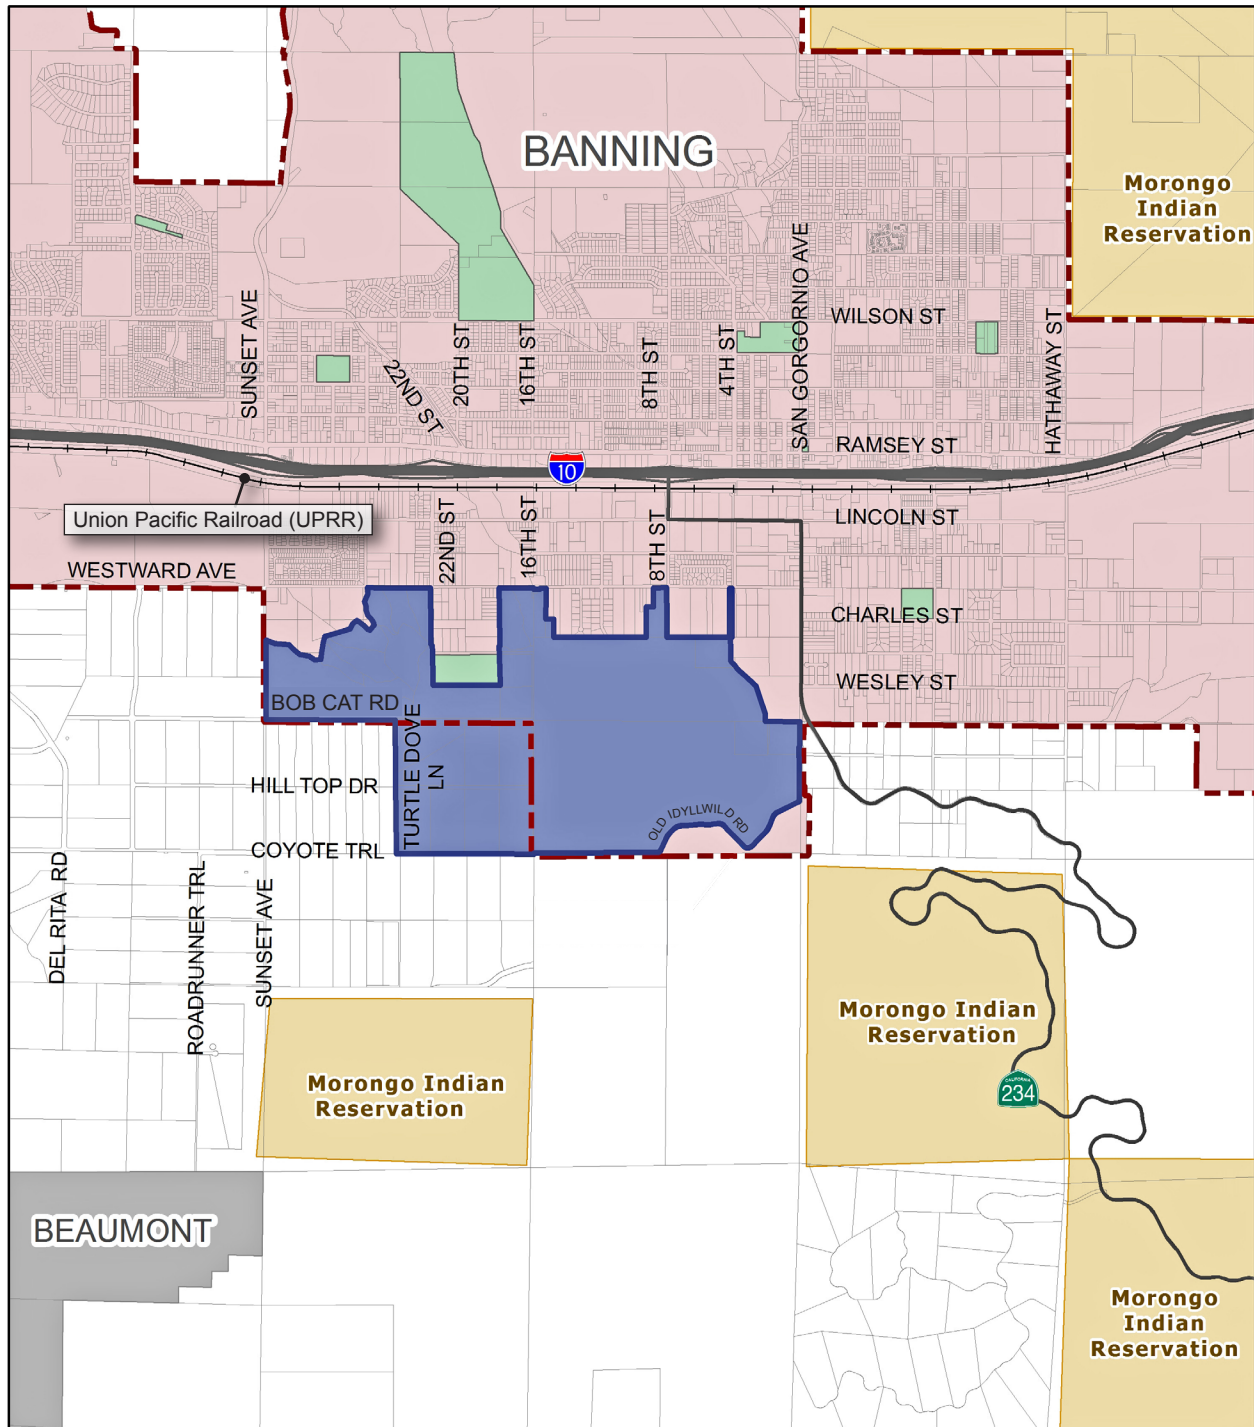 BANNING
Morongo
Indian
Reservation
SUNSET AVE
22ND ST
20TH ST
16TH ST
8TH ST
4TH ST
SAN GORGORNIO AVE
WILSON ST
HATHAWAY ST
RAMSEY ST
10
Union Pacific Railroad (UPRR)
22ND ST
16TH ST
8TH ST
LINCOLN ST
WESTWARD AVE
CHARLES ST
WESLEY ST
BOB CAT RD
TURTLE DOVE
LN
HILL TOP DR
OLD IDYLLWILD RD
COYOTE TRL
DEL RITA RD
ROADRUNNER TRL
SUNSET AVE
Morongo Indian
Reservation
CALIFORNIA
234
Morongo Indian
Reservation
BEAUMONT
Morongo
Indian
Reservation